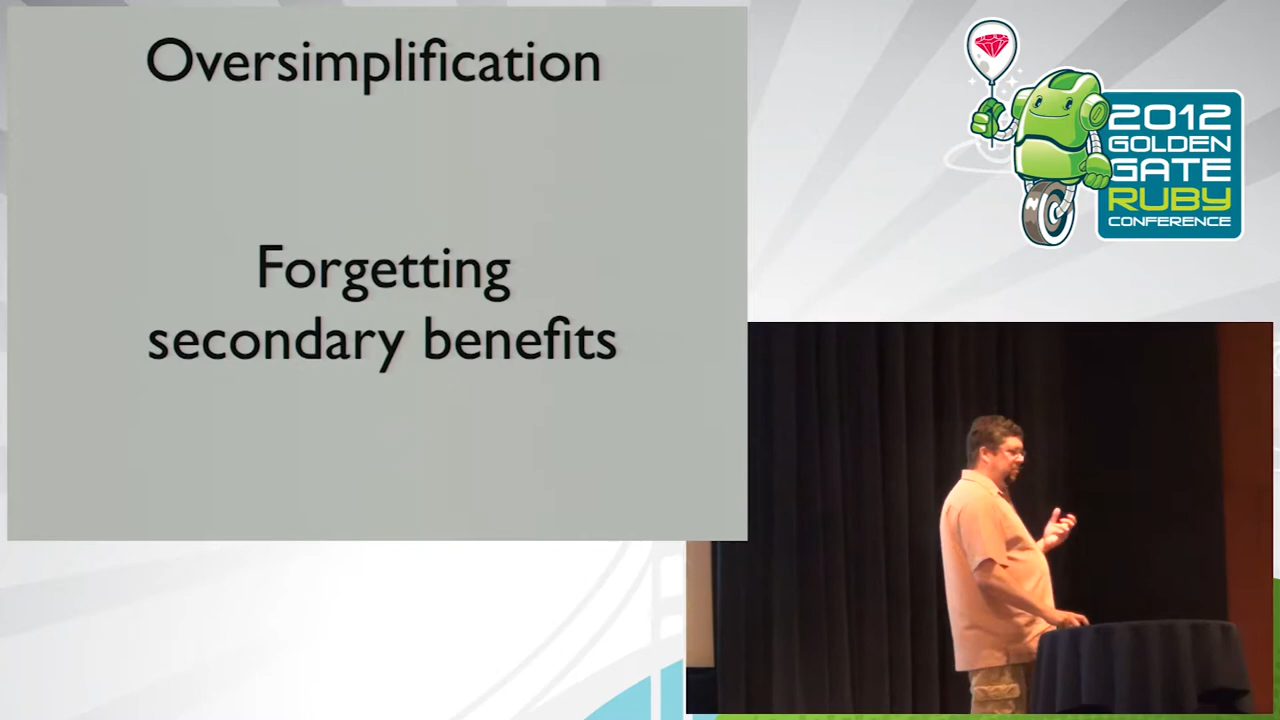 Oversimplification
Forgetting
secondary benefits
2012
GOLDEN
GATE
RUBY
CONFERENCE